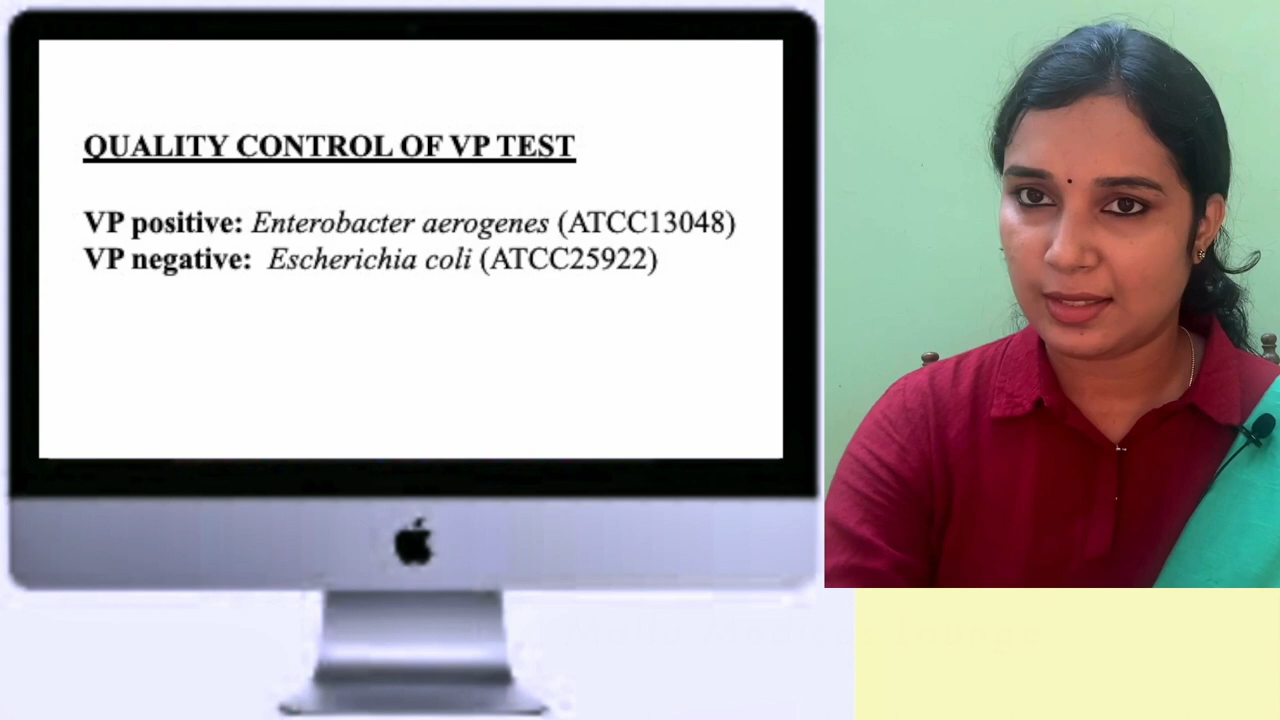 QUALITY CONTROL OF VP TEST
VP positive: Enterobacter aerogenes (ATCC13048)
VP negative: Escherichia coli (ATCC25922)